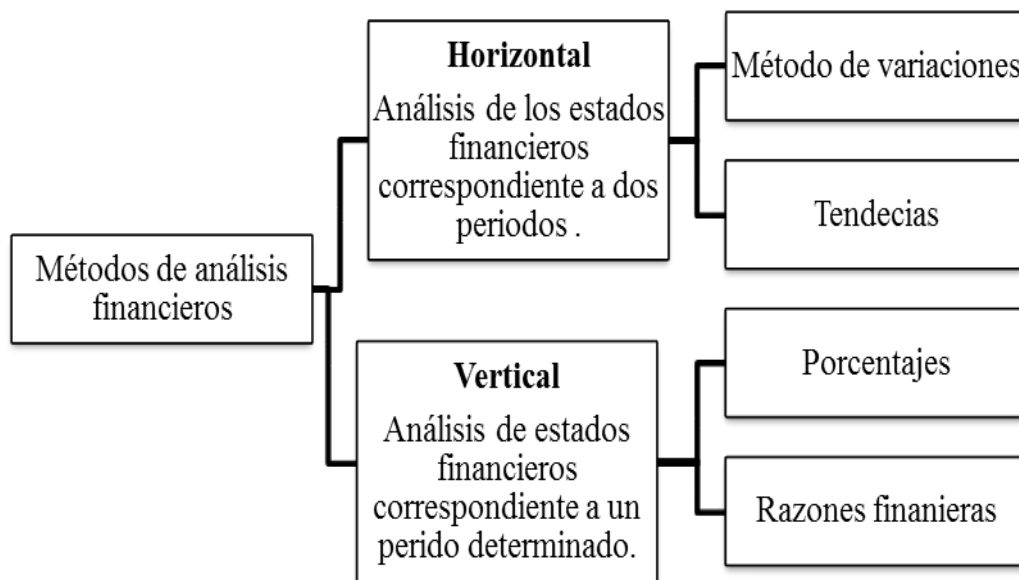 Métodos de análisis
financieros
Horizontal
Análisis de los estados
financieros
correspondiente a dos
periodos .
Método de variaciones
Tendecias
Vertical
Análisis de estados
financieros
correspondiente a un
perido determinado.
Porcentajes
Razones finanieras